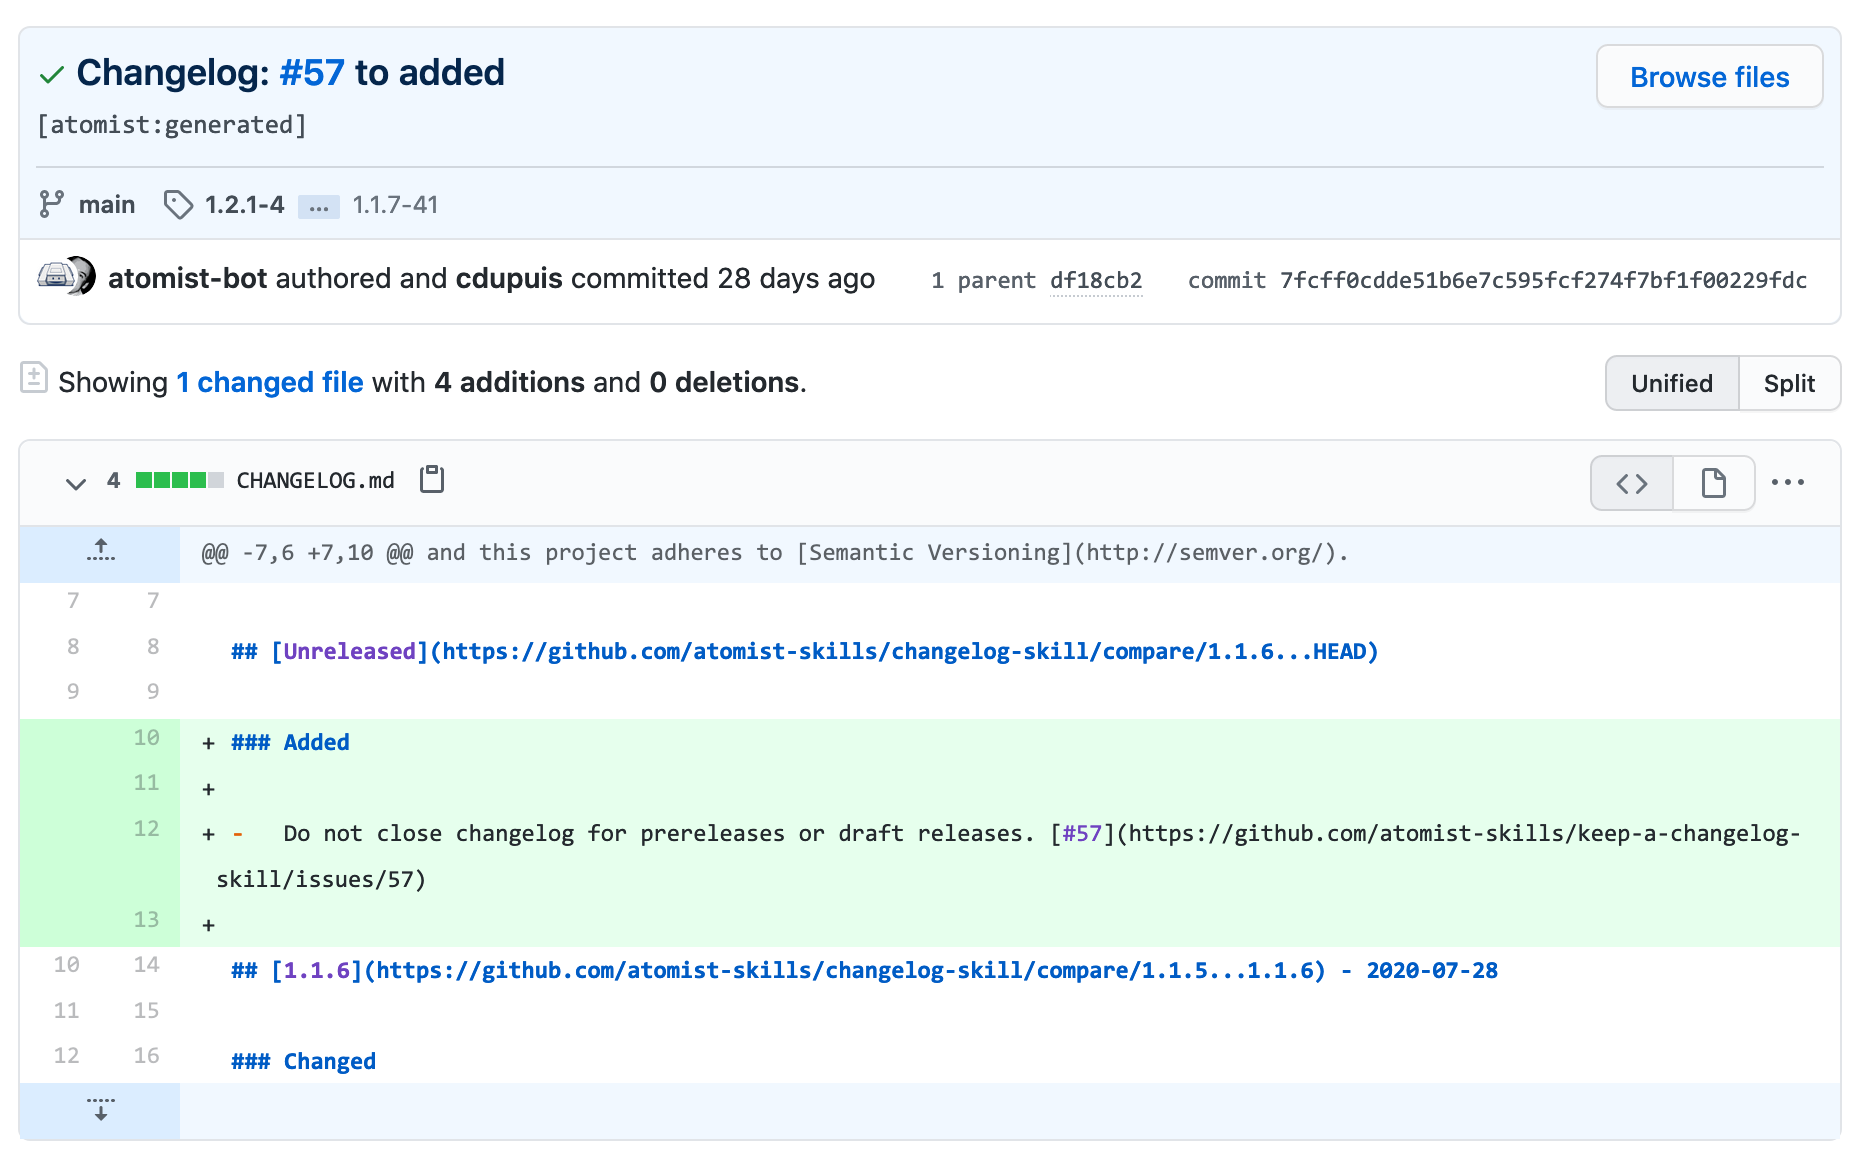 Changelog: #57 to added
Browse files
[atomist:generated]
main 1.2.1-4 ... 1.1.7-41
atomist-bot authored and cdupuis committed 28 days ago 1 parent df18cb2 commit 7fcff0cdde51b6e7c595fcf274f7bf1f00229fdc
Showing 1 changed file with 4 additions and 0 deletions.
Unified Split
4 CHANGELOG.md
@@ -7,6 +7,10 @@ and this project adheres to [Semantic Versioning](http://semver.org/).
7 7
8 8 ## [Unreleased](https://github.com/atomist-skills/changelog-skill/compare/1.1.6...HEAD)
9 9
10 + ### Added
11 +
12 + - Do not close changelog for prereleases or draft releases. [#57](https://github.com/atomist-skills/keep-a-changelog-
skill/issues/57)
13 +
10 14 ## [1.1.6](https://github.com/atomist-skills/changelog-skill/compare/1.1.5...1.1.6) - 2020-07-28
11 15
12 16 ### Changed